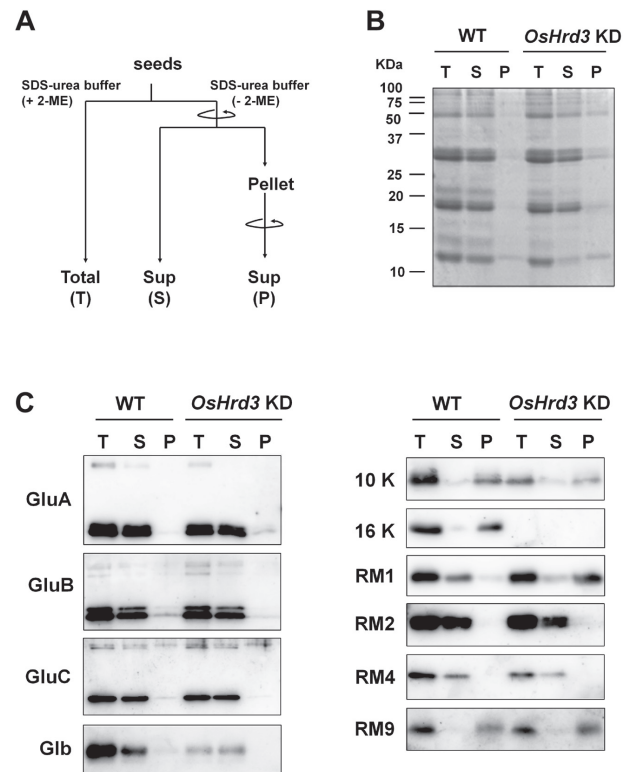 A
seeds
SDS-urea buffer
(+ 2-ME)
SDS-urea buffer
(- 2-ME)
Pellet
Total
(T)
Sup
(S)
Sup
(P)
B
WT OsHrd3 KD
KDa T S P T S P
100
75
50
37
25
20
15
10
C
WT OsHrd3 KD
T S P T S P
GluA
GluB
GluC
Glb
WT OsHrd3 KD
T S P T S P
10 K
16 K
RM1
RM2
RM4
RM9